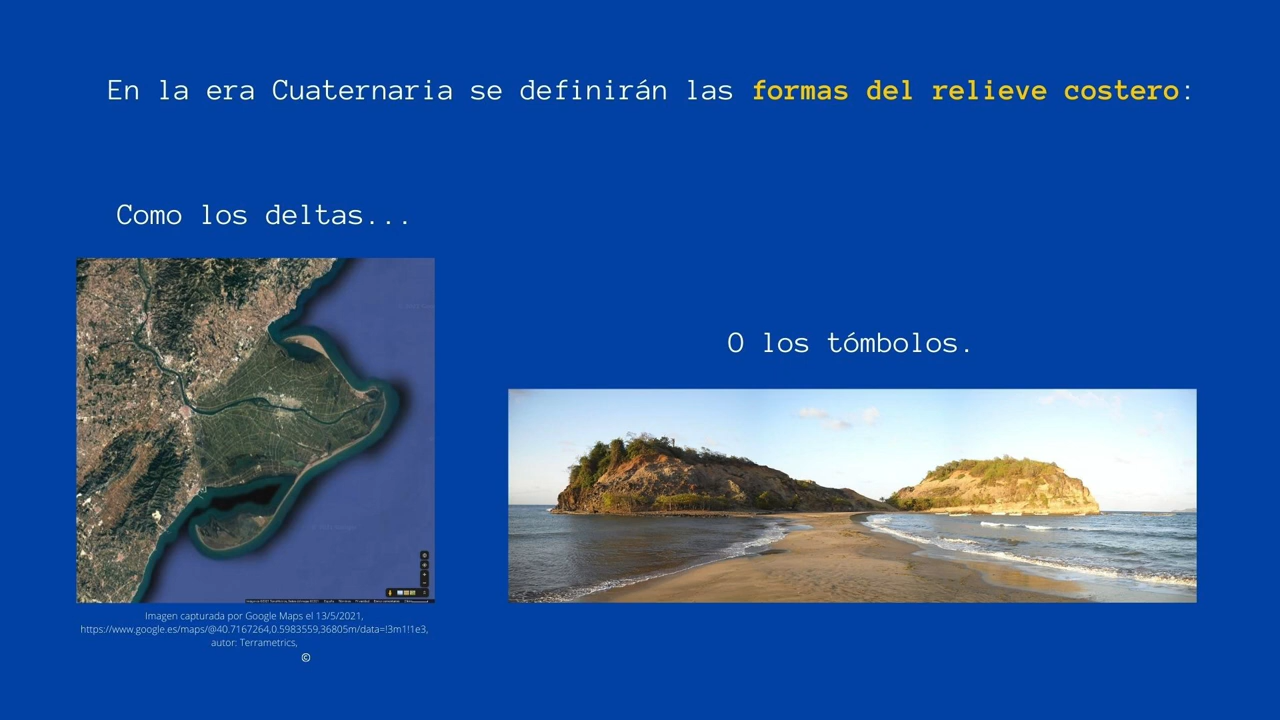 En la era Cuaternaria se definirán las formas del relieve costero:
Como los deltas...
O los tómbolos.
Imagen capturada por Google Maps el 13/5/2021,
https://www.google.es/maps/@40.7167264,0.5983559,36805m/data=!3m1!1e3,
autor: Terrametrics,
©